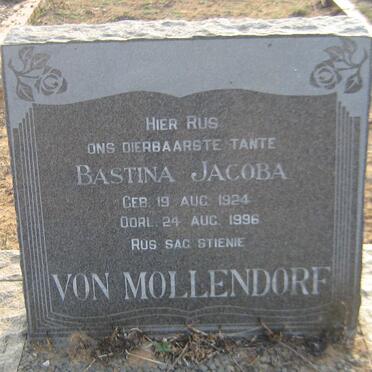 HIER RUS
ONS DIERBAARSTE TANTE
BASTINA JACOBA
GEB. 19 AUG. 1924
OORL. 24 AUG. 1996
RUS SAG STIENIE
VON MOLLENDORF